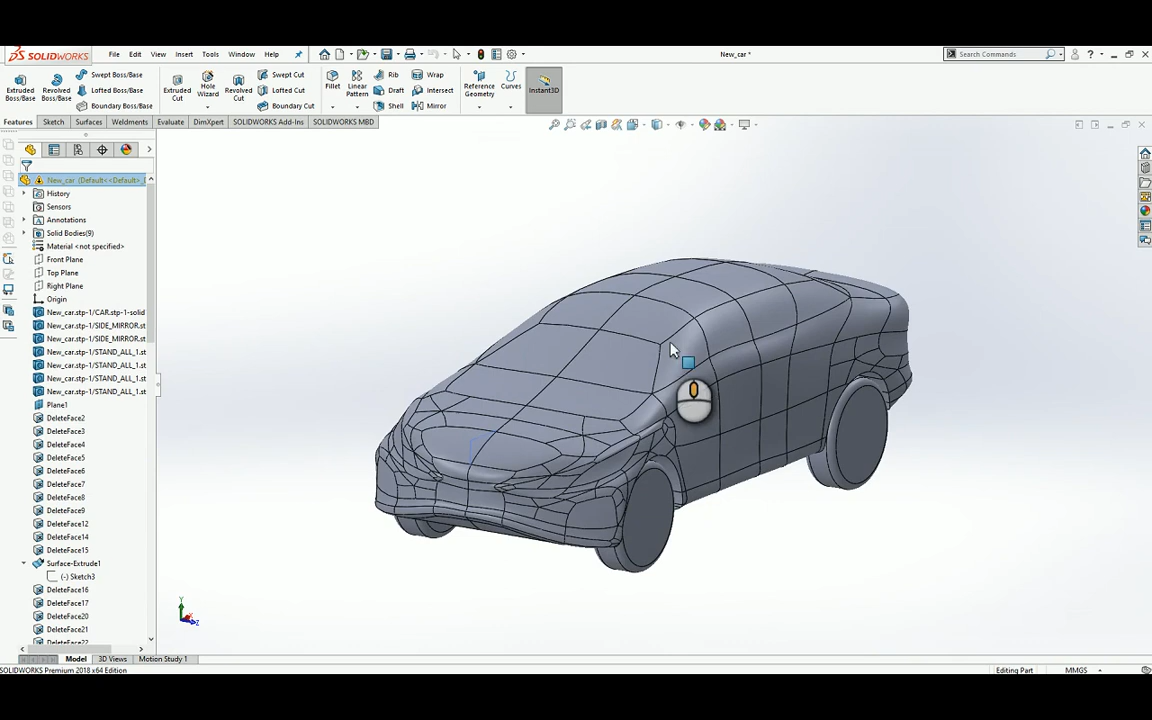 SOLIDWORKS File Edit View Insert Tools Window Help New_car * Search Commands
Extruded Boss/Base
Revolved Boss/Base
Swept Boss/Base
Lofted Boss/Base
Boundary Boss/Base
Extruded Cut
Hole Wizard
Revolved Cut
Swept Cut
Lofted Cut
Boundary Cut
Fillet
Linear Pattern
Rib
Draft
Shell
Wrap
Intersect
Mirror
Reference Geometry
Curves
Instant3D
Features Sketch Surfaces Weldments Evaluate DimXpert SOLIDWORKS Add-Ins SOLIDWORKS MBD
New_car (Default<<Default>_
History
Sensors
Annotations
Solid Bodies(9)
Material <not specified>
Front Plane
Top Plane
Right Plane
Origin
New_car.stp-1/CAR.stp-1-solid
New_car.stp-1/SIDE_MIRROR.st
New_car.stp-1/SIDE_MIRROR.st
New_car.stp-1/STAND_ALL_1.st
New_car.stp-1/STAND_ALL_1.st
New_car.stp-1/STAND_ALL_1.st
New_car.stp-1/STAND_ALL_1.st
Plane1
DeleteFace2
DeleteFace3
DeleteFace4
DeleteFace5
DeleteFace6
DeleteFace7
DeleteFace8
DeleteFace9
DeleteFace12
DeleteFace14
DeleteFace15
Surface-Extrude1
(-) Sketch3
DeleteFace16
DeleteFace17
DeleteFace20
DeleteFace21
DeleteFace22
Y
X
Z
Model 3D Views Motion Study 1
SOLIDWORKS Premium 2018 x64 Edition Editing Part MMGS